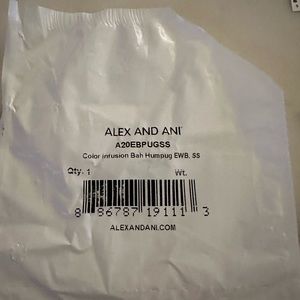 ALEX AND ANI
A20EBPUGSS
Color Infusion Bah Humpug EWB, SS
Qty. 1 Wt.
8 86787 19111 3
ALEXANDANI.COM